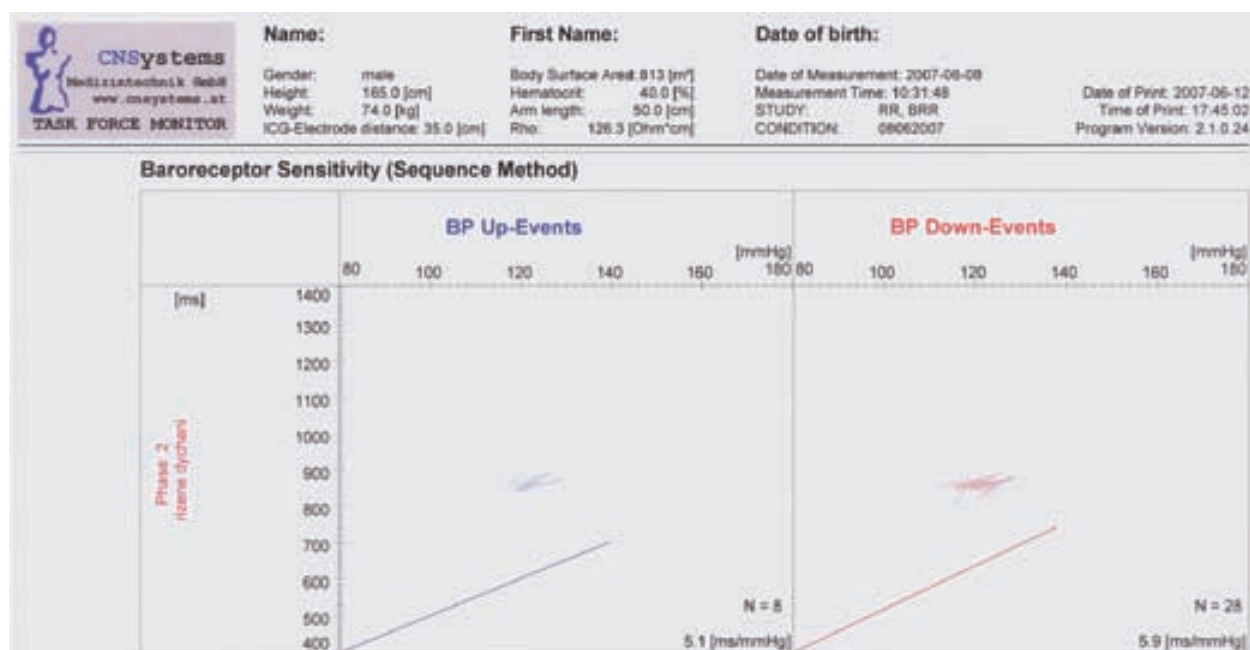 CNSystems
Medizintechnik GmbH
www.cnsystems.at
TASK FORCE MONITOR
Name:
First Name:
Date of birth:
Gender: male
Height: 165.0 [cm]
Weight: 74.0 [kg]
ICG-Electrode distance: 35.0 [cm]
Body Surface Area: 813 [m²]
Hematocrit: 40.0 [%]
Arm length: 50.0 [cm]
Rho: 126.3 [Ohm*cm]
Date of Measurement: 2007-06-08
Measurement Time: 10:31:48
STUDY: RR, BRR
CONDITION: 08062007
Date of Print: 2007-06-12
Time of Print: 17:45:02
Program Version: 2.1.0.24
Baroreceptor Sensitivity (Sequence Method)
BP Up-Events
BP Down-Events
[mmHg]
[mmHg]
80 100 120 140 160 180
80 100 120 140 160 180
[ms]
1400
1300
1200
1100
1000
900
800
700
600
500
400
Phase 2
rizene dychani
N = 8
5.1 [ms/mmHg]
N = 28
5.9 [ms/mmHg]